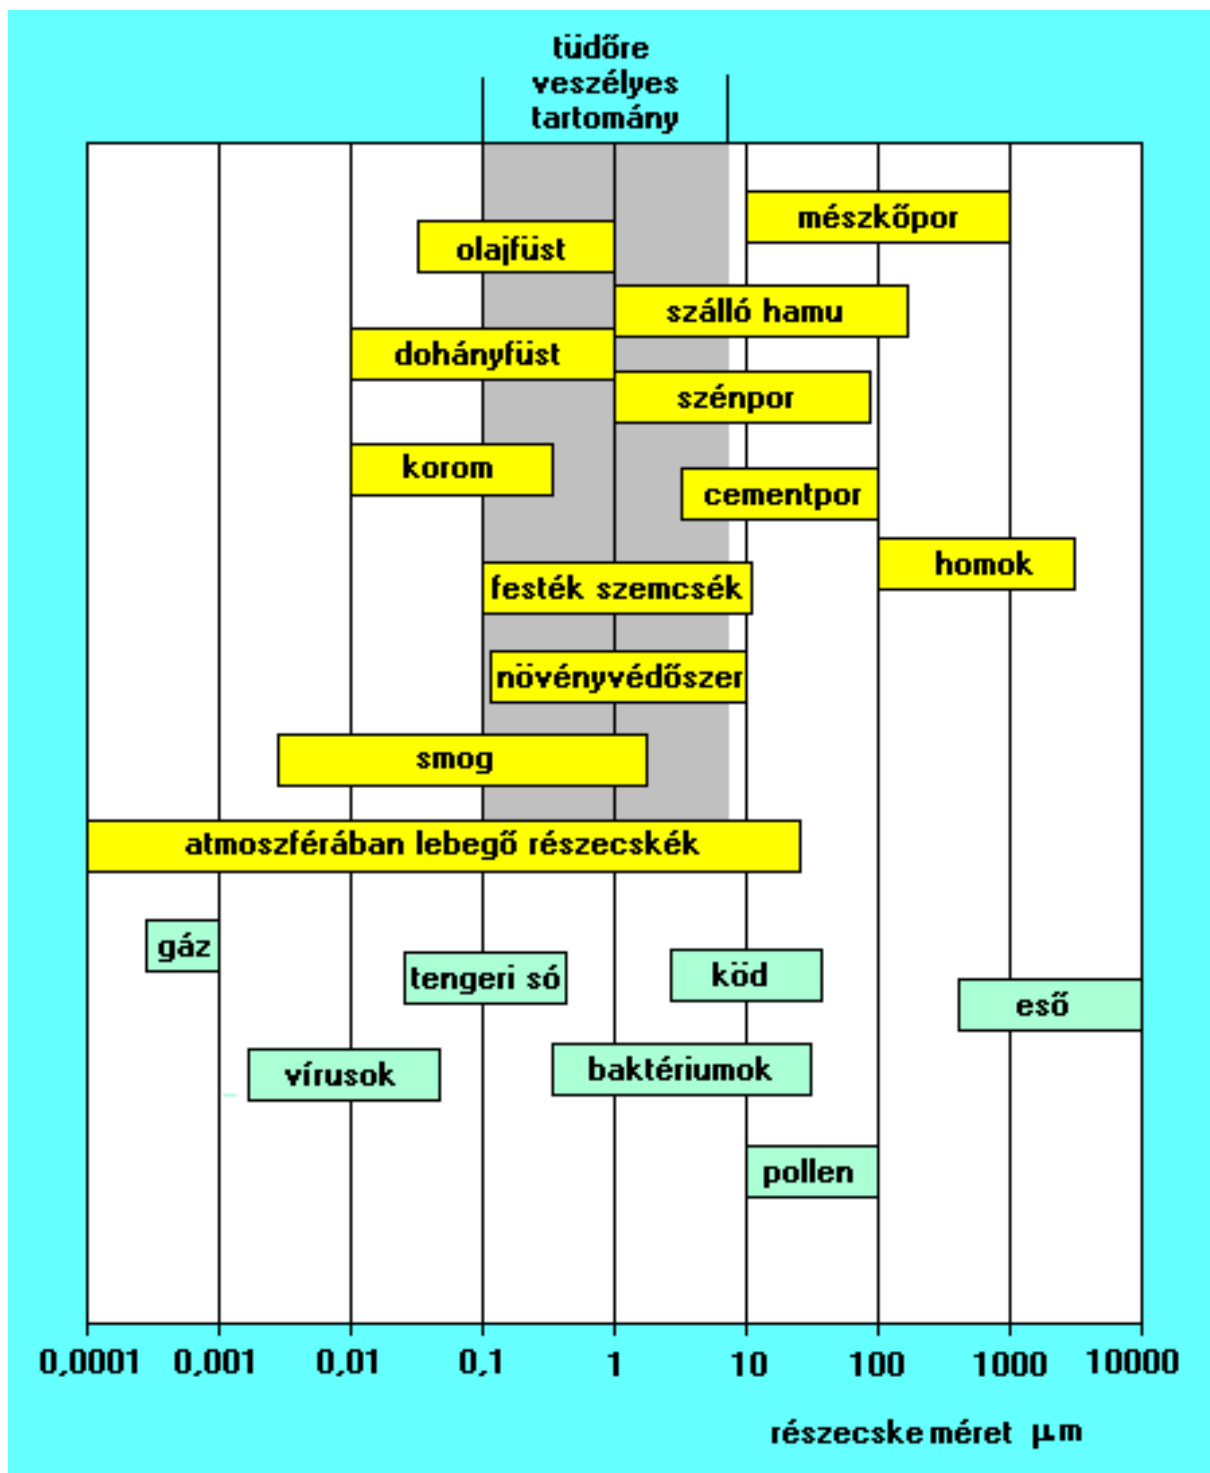 tüdőre
veszélyes
tartomány
mészkőpor
olajfüst
szálló hamu
dohányfüst
szénpor
korom
cementpor
homok
festék szemcsék
növényvédőszer
smog
atmoszférában lebegő részecskék
gáz
tengeri só
köd
eső
vírusok
baktériumok
pollen
0,0001 0,001 0,01 0,1 1 10 100 1000 10000
részecske méret μm